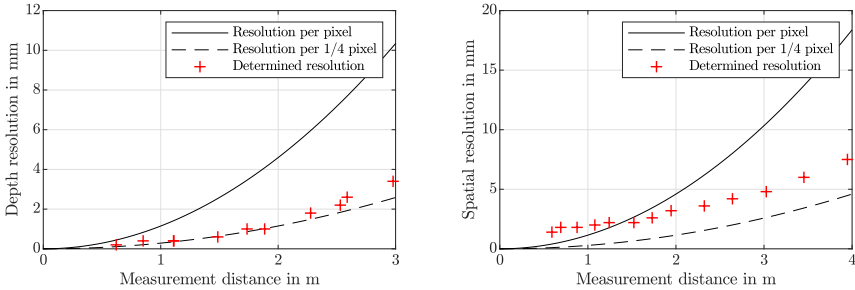 12
10
8
6
4
2
0
Depth resolution in mm
Resolution per pixel
Resolution per 1/4 pixel
Determined resolution
0
1
2
3
Measurement distance in m
20
15
10
5
0
Spatial resolution in mm
Resolution per pixel
Resolution per 1/4 pixel
Determined resolution
0
1
2
3
4
Measurement distance in m